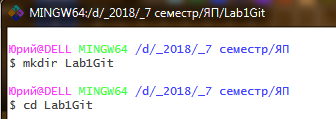 MINGW64:/d/_2018/_7 семестр/ЯП/Lab1Git
Юрий@DELL MINGW64 /d/_2018/_7 семестр/ЯП
$ mkdir Lab1Git
Юрий@DELL MINGW64 /d/_2018/_7 семестр/ЯП
$ cd Lab1Git